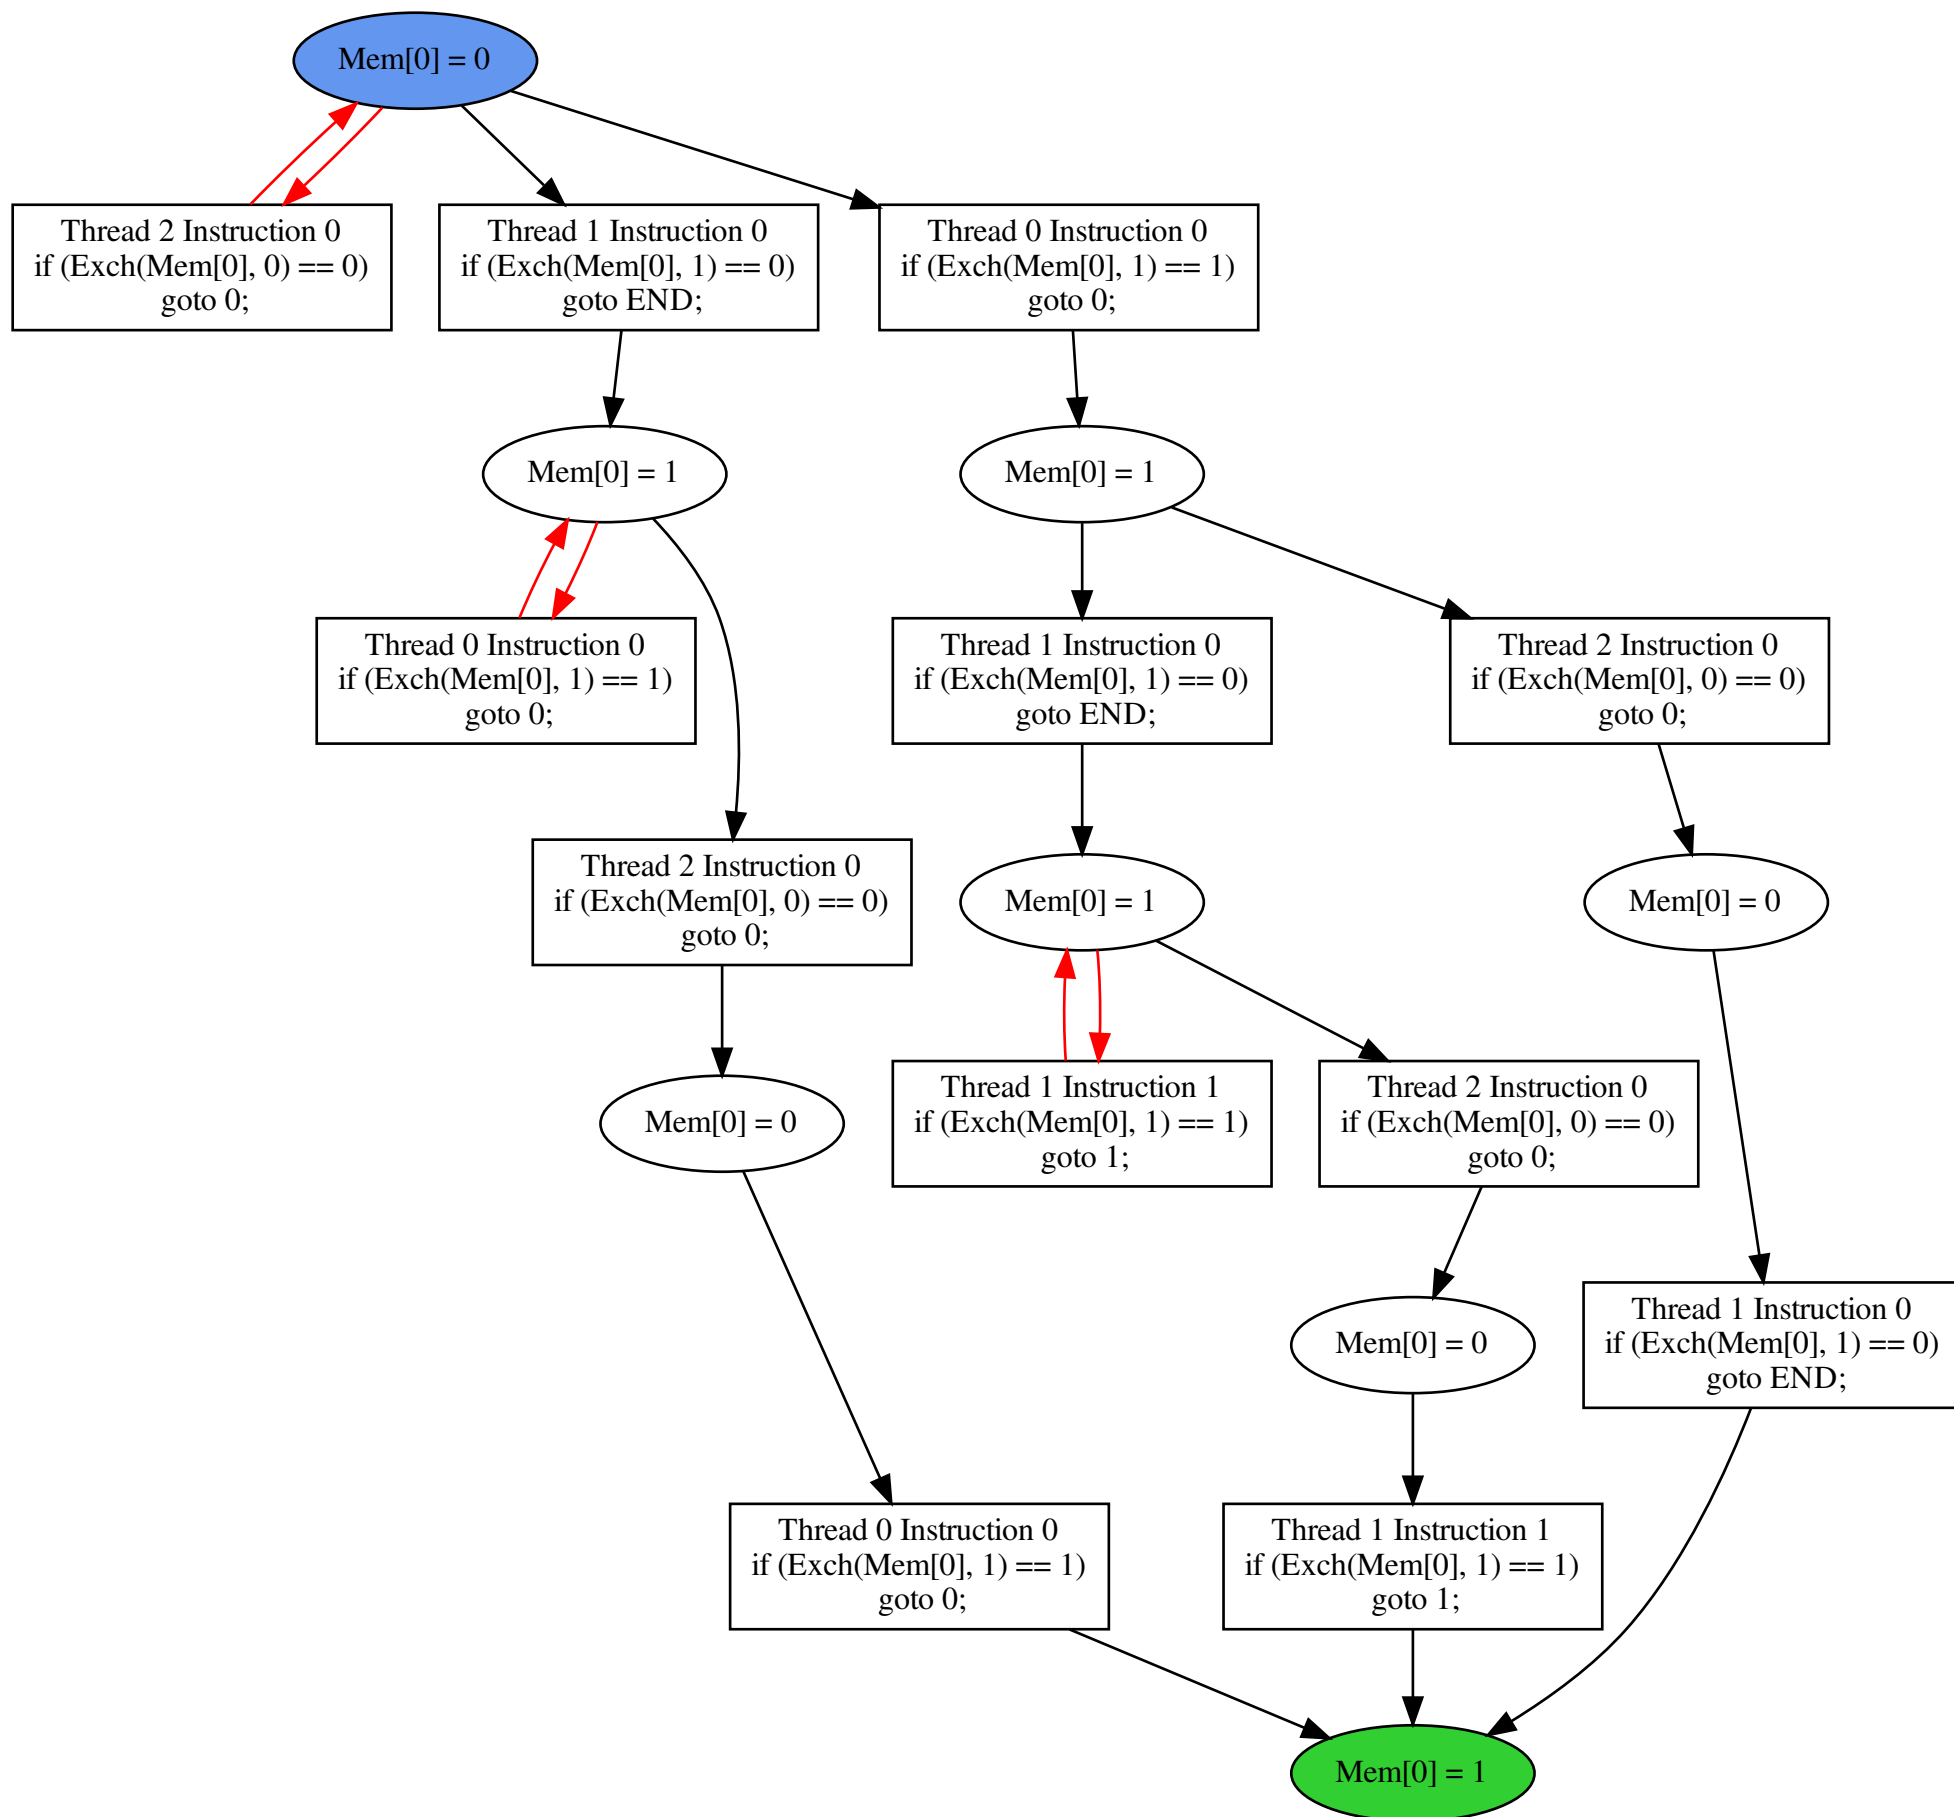 Mem[0] = 0
Thread 2 Instruction 0
if (Exch(Mem[0], 0) == 0)
goto 0;
Thread 1 Instruction 0
if (Exch(Mem[0], 1) == 0)
goto END;
Thread 0 Instruction 0
if (Exch(Mem[0], 1) == 1)
goto 0;
Mem[0] = 1
Mem[0] = 1
Thread 0 Instruction 0
if (Exch(Mem[0], 1) == 1)
goto 0;
Thread 1 Instruction 0
if (Exch(Mem[0], 1) == 0)
goto END;
Thread 2 Instruction 0
if (Exch(Mem[0], 0) == 0)
goto 0;
Thread 2 Instruction 0
if (Exch(Mem[0], 0) == 0)
goto 0;
Mem[0] = 1
Mem[0] = 0
Mem[0] = 0
Thread 1 Instruction 1
if (Exch(Mem[0], 1) == 1)
goto 1;
Thread 2 Instruction 0
if (Exch(Mem[0], 0) == 0)
goto 0;
Mem[0] = 0
Thread 1 Instruction 0
if (Exch(Mem[0], 1) == 0)
goto END;
Thread 0 Instruction 0
if (Exch(Mem[0], 1) == 1)
goto 0;
Thread 1 Instruction 1
if (Exch(Mem[0], 1) == 1)
goto 1;
Mem[0] = 1